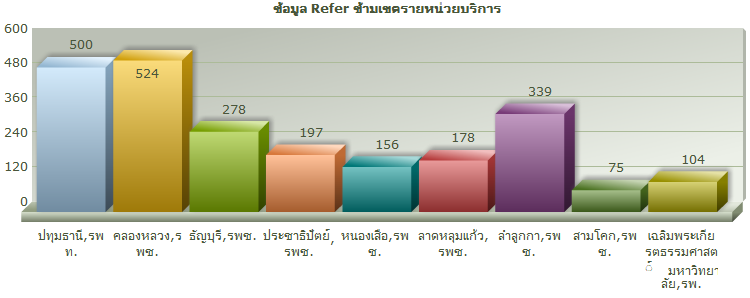 ข้อมูล Refer ข้ามเขตรายหน่วยบริการ
600
480
360
240
120
0
500
524
278
197
156
178
339
75
104
ปทุมธานี,รพ
ท.
คลองหลวง,ร
พช.
ธัญบุรี,รพช.
ประชาธิปัตย์,
รพช.
หนองเสือ,รพ
ช.
ลาดหลุมแก้ว,
รพช.
ลำลูกกา,รพ
ช.
สามโคก,รพ
ช.
เฉลิมพระเกีย
รตธรรมศาสต
์ มหาวิทยา
ลัย,รพ.